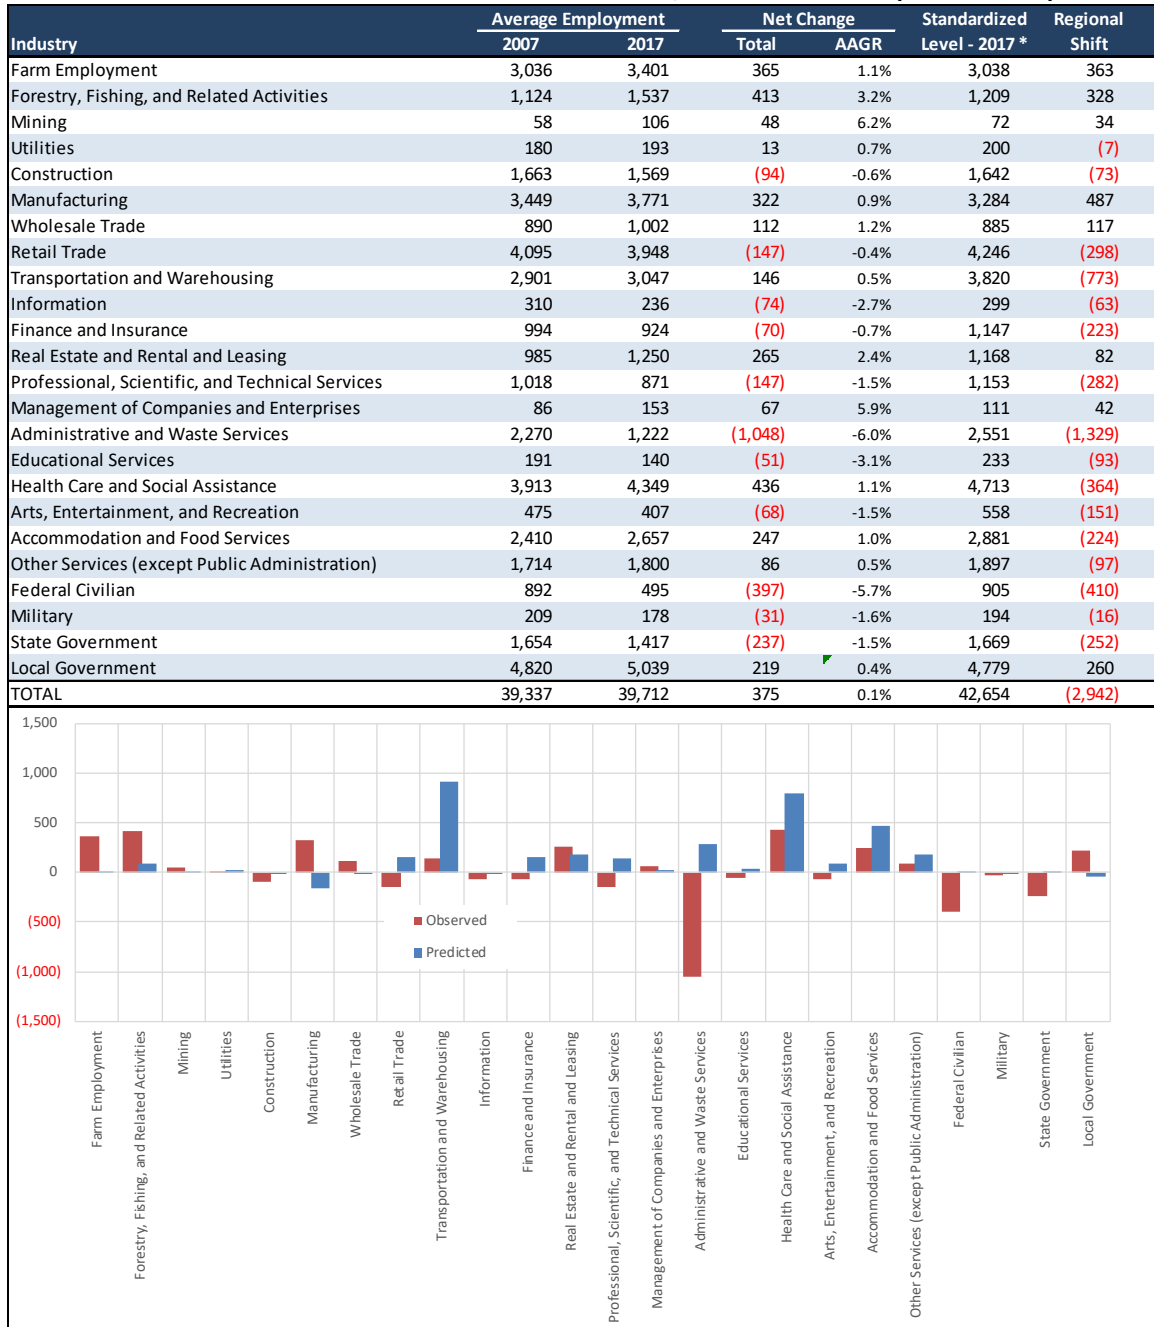 Average Employment Net Change Standardized Regional
Industry 2007 2017 Total AAGR Level - 2017 * Shift
Farm Employment 3,036 3,401 365 1.1% 3,038 363
Forestry, Fishing, and Related Activities 1,124 1,537 413 3.2% 1,209 328
Mining 58 106 48 6.2% 72 34
Utilities 180 193 13 0.7% 200 (7)
Construction 1,663 1,569 (94) -0.6% 1,642 (73)
Manufacturing 3,449 3,771 322 0.9% 3,284 487
Wholesale Trade 890 1,002 112 1.2% 885 117
Retail Trade 4,095 3,948 (147) -0.4% 4,246 (298)
Transportation and Warehousing 2,901 3,047 146 0.5% 3,820 (773)
Information 310 236 (74) -2.7% 299 (63)
Finance and Insurance 994 924 (70) -0.7% 1,147 (223)
Real Estate and Rental and Leasing 985 1,250 265 2.4% 1,168 82
Professional, Scientific, and Technical Services 1,018 871 (147) -1.5% 1,153 (282)
Management of Companies and Enterprises 86 153 67 5.9% 111 42
Administrative and Waste Services 2,270 1,222 (1,048) -6.0% 2,551 (1,329)
Educational Services 191 140 (51) -3.1% 233 (93)
Health Care and Social Assistance 3,913 4,349 436 1.1% 4,713 (364)
Arts, Entertainment, and Recreation 475 407 (68) -1.5% 558 (151)
Accommodation and Food Services 2,410 2,657 247 1.0% 2,881 (224)
Other Services (except Public Administration) 1,714 1,800 86 0.5% 1,897 (97)
Federal Civilian 892 495 (397) -5.7% 905 (410)
Military 209 178 (31) -1.6% 194 (16)
State Government 1,654 1,417 (237) -1.5% 1,669 (252)
Local Government 4,820 5,039 219 0.4% 4,779 260
TOTAL 39,337 39,712 375 0.1% 42,654 (2,942)
1,500
1,000
500
0
(500)
(1,000)
(1,500)
Observed
Predicted
Farm Employment
Forestry, Fishing, and Related Activities
Mining
Utilities
Construction
Manufacturing
Wholesale Trade
Retail Trade
Transportation and Warehousing
Information
Finance and Insurance
Real Estate and Rental and Leasing
Professional, Scientific, and Technical Services
Management of Companies and Enterprises
Administrative and Waste Services
Educational Services
Health Care and Social Assistance
Arts, Entertainment, and Recreation
Accommodation and Food Services
Other Services (except Public Administration)
Federal Civilian
Military
State Government
Local Government